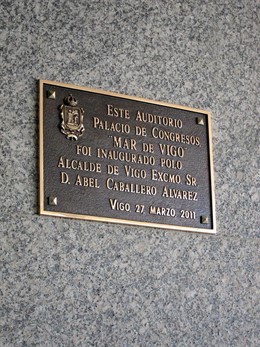 ESTE AUDITORIO
PALACIO DE CONGRESOS
"MAR DE VIGO"
FOI INAUGURADO POLO
ALCALDE DE VIGO EXCMO SR
D. ABEL CABALLERO ALVAREZ
VIGO, 27 MARZO 2011